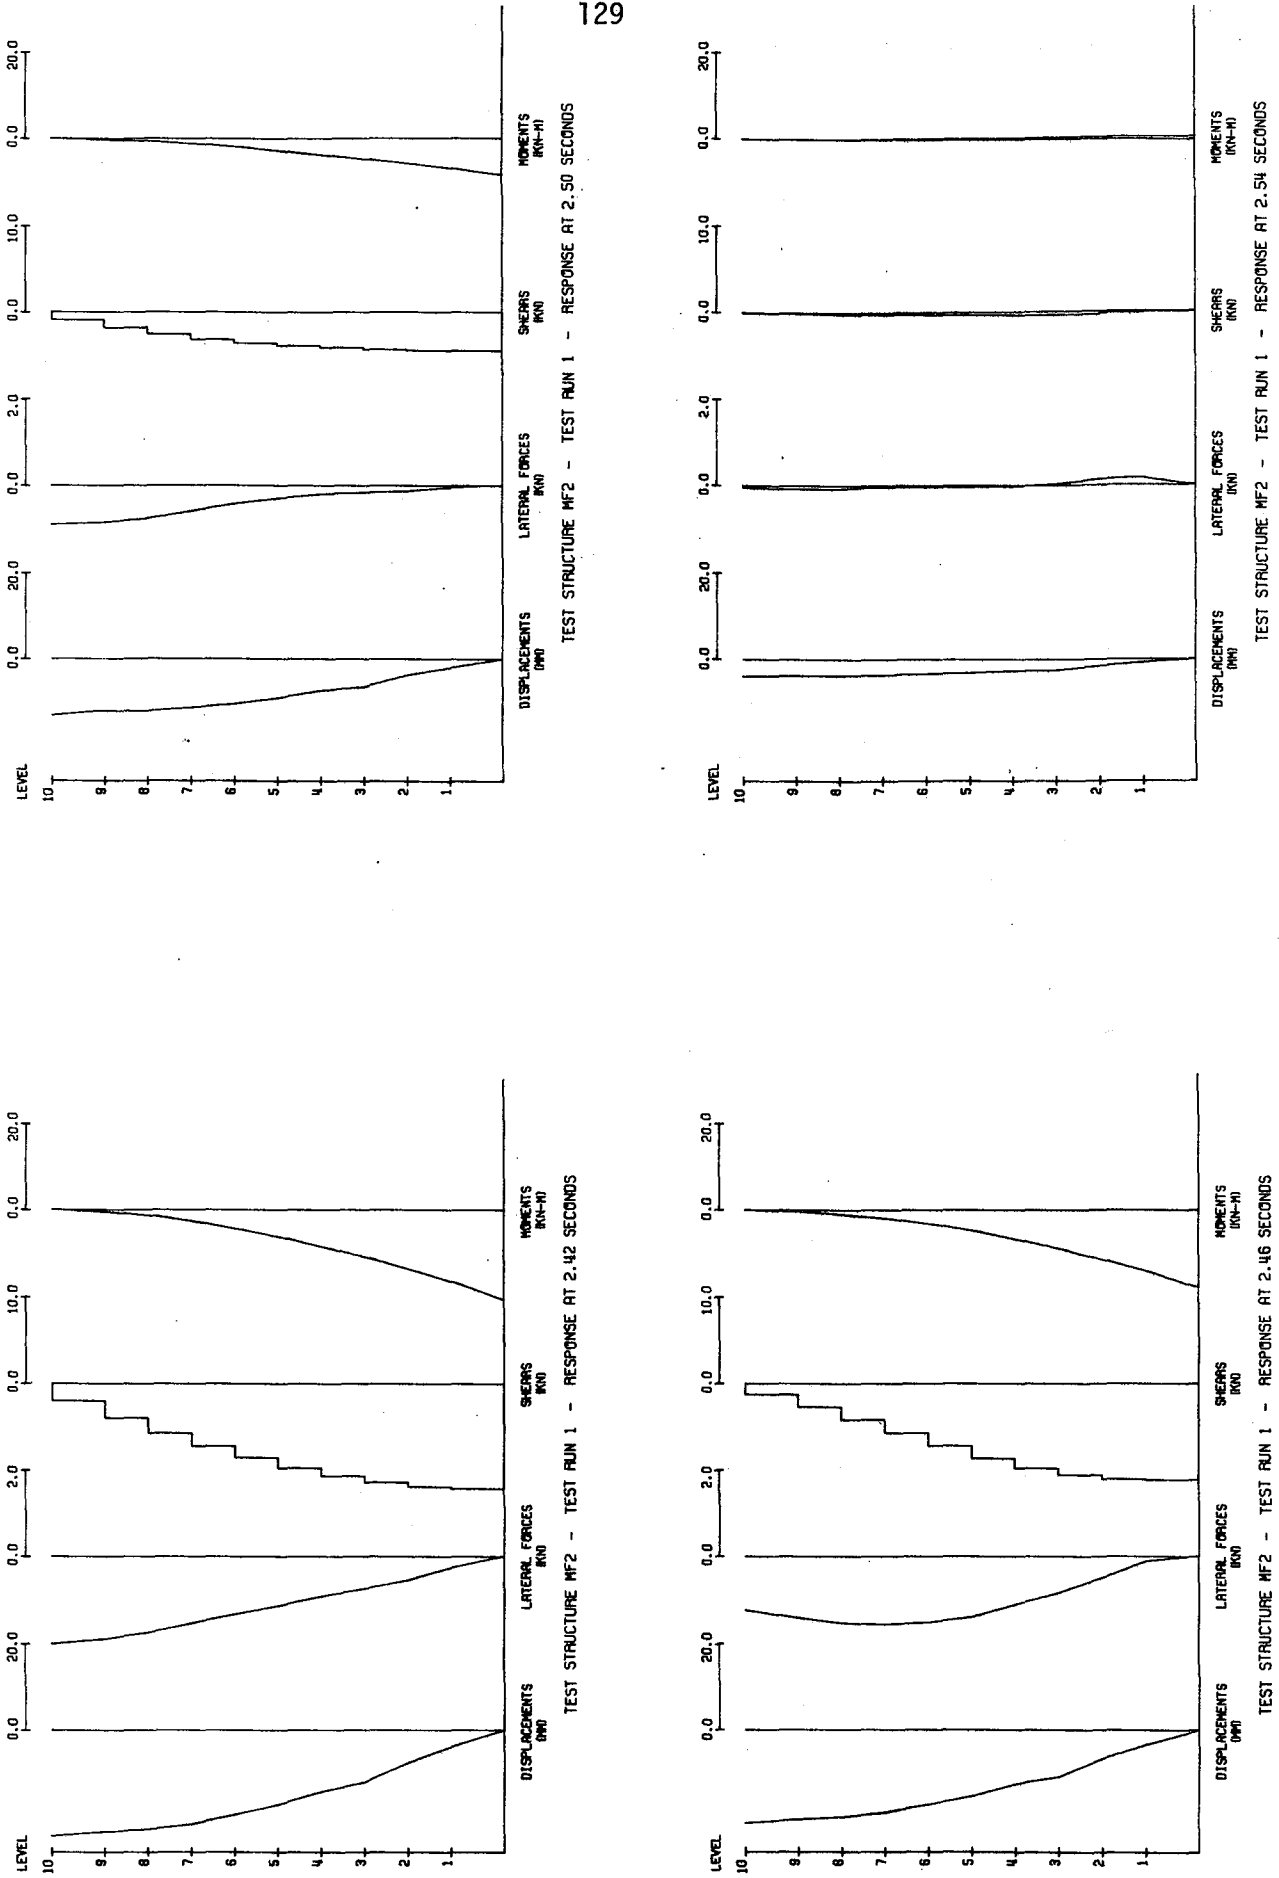 129
LEVEL 0.0 20.0 0.0 2.0 0.0 10.0 0.0 20.0
10
9
8
7
6
5
4
3
2
1
DISPLACEMENTS LATERAL FORCES SHEARS MOMENTS
(MM) (KN) (KN) (KN-M)
TEST STRUCTURE MF2 - TEST RUN 1 - RESPONSE AT 2.42 SECONDS
LEVEL 0.0 20.0 0.0 2.0 0.0 10.0 0.0 20.0
10
9
8
7
6
5
4
3
2
1
DISPLACEMENTS LATERAL FORCES SHEARS MOMENTS
(MM) (KN) (KN) (KN-M)
TEST STRUCTURE MF2 - TEST RUN 1 - RESPONSE AT 2.50 SECONDS
LEVEL 0.0 20.0 0.0 2.0 0.0 10.0 0.0 20.0
10
9
8
7
6
5
4
3
2
1
DISPLACEMENTS LATERAL FORCES SHEARS MOMENTS
(MM) (KN) (KN) (KN-M)
TEST STRUCTURE MF2 - TEST RUN 1 - RESPONSE AT 2.46 SECONDS
LEVEL 0.0 20.0 0.0 2.0 0.0 10.0 0.0 20.0
10
9
8
7
6
5
4
3
2
1
DISPLACEMENTS LATERAL FORCES SHEARS MOMENTS
(MM) (KN) (KN) (KN-M)
TEST STRUCTURE MF2 - TEST RUN 1 - RESPONSE AT 2.54 SECONDS